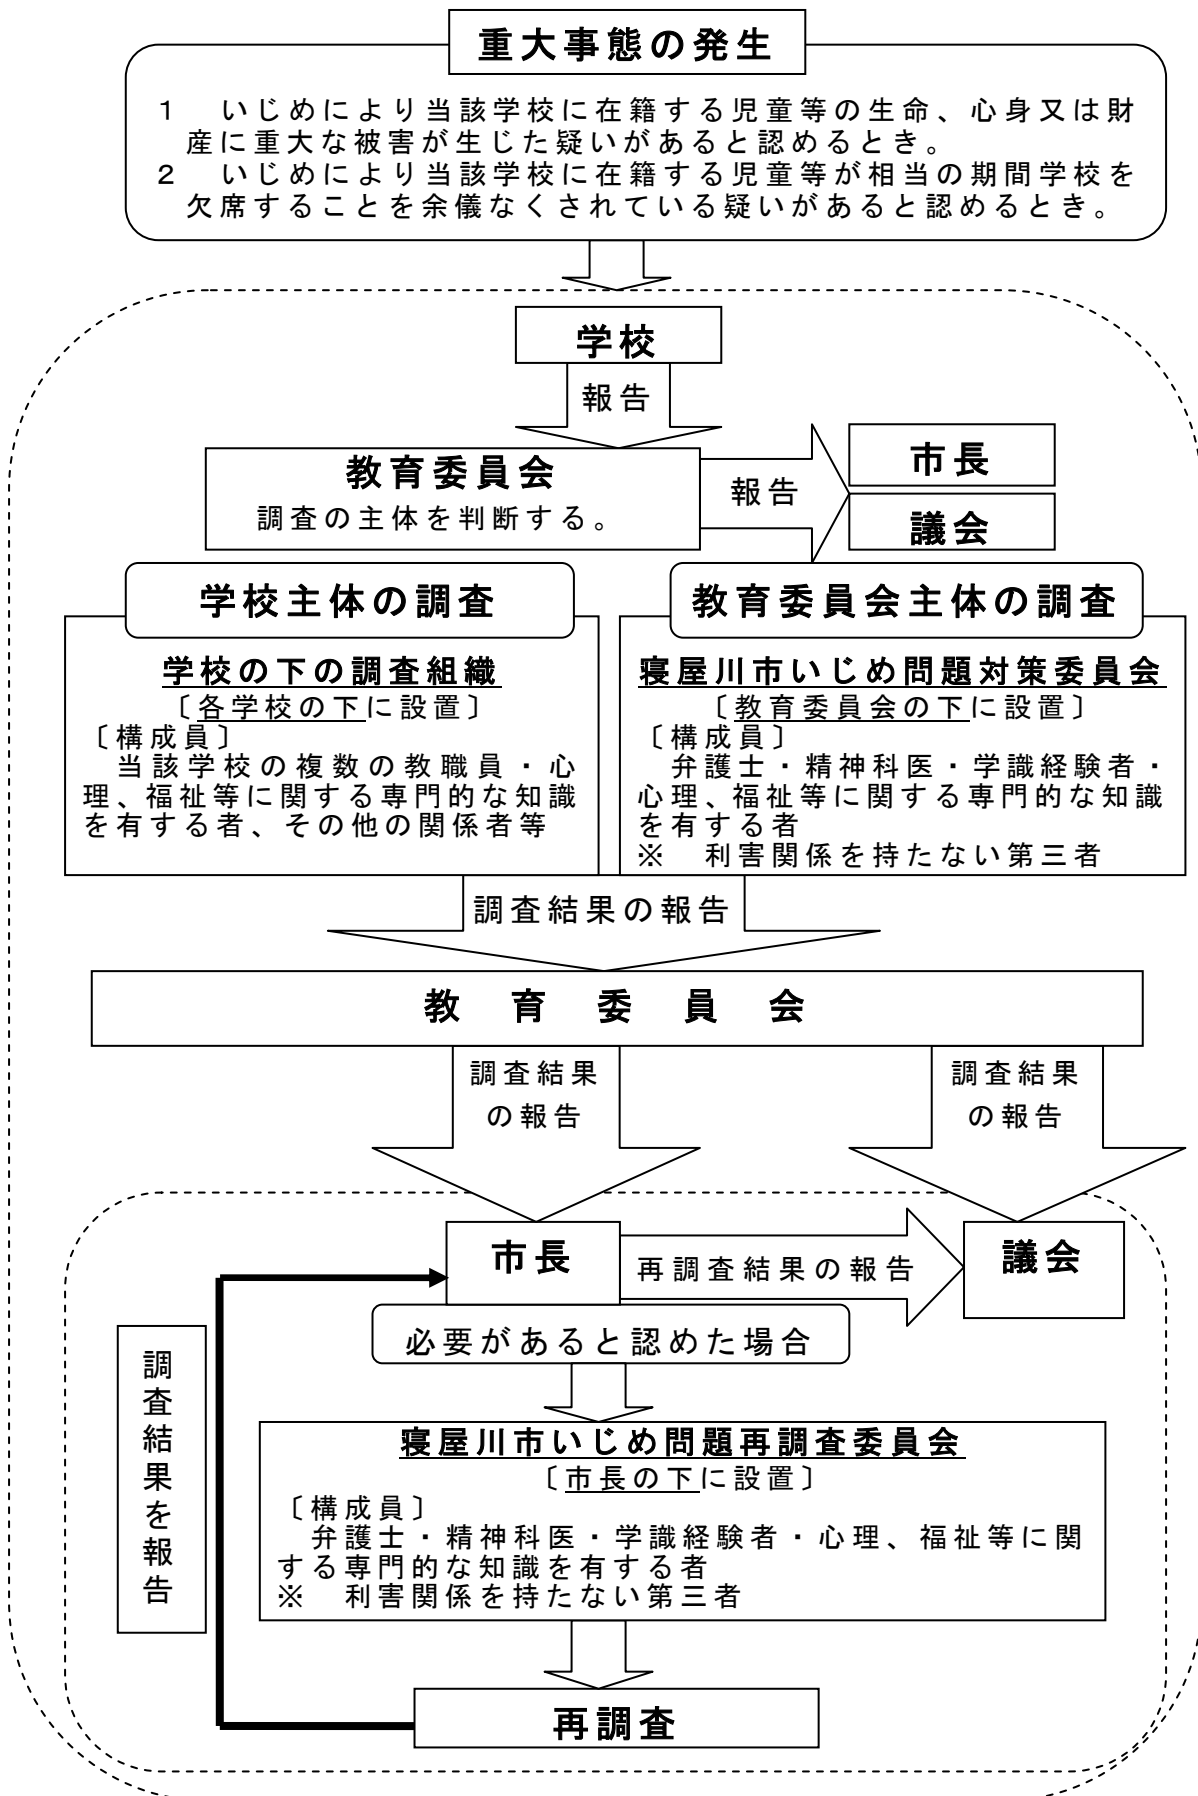 重大事態の発生
1　いじめにより当該学校に在籍する児童等の生命、心身又は財
産に重大な被害が生じた疑いがあると認めるとき。
2　いじめにより当該学校に在籍する児童等が相当の期間学校を
欠席することを余儀なくされている疑いがあると認めるとき。
学校
報告
教育委員会
調査の主体を判断する。
報告
市長
議会
学校主体の調査
学校の下の調査組織
〔各学校の下に設置〕
〔構成員〕
当該学校の複数の教職員・心
理、福祉等に関する専門的な知識
を有する者、その他の関係者等
教育委員会主体の調査
寝屋川市いじめ問題対策委員会
〔教育委員会の下に設置〕
〔構成員〕
弁護士・精神科医・学識経験者・
心理、福祉等に関する専門的な知識
を有する者
※　利害関係を持たない第三者
調査結果の報告
教　育　委　員　会
調査結果
の報告
調査結果
の報告
市長
再調査結果の報告
議会
必要があると認めた場合
調査結果を報告
寝屋川市いじめ問題再調査委員会
〔市長の下に設置〕
〔構成員〕
弁護士・精神科医・学識経験者・心理、福祉等に関
する専門的な知識を有する者
※　利害関係を持たない第三者
再調査